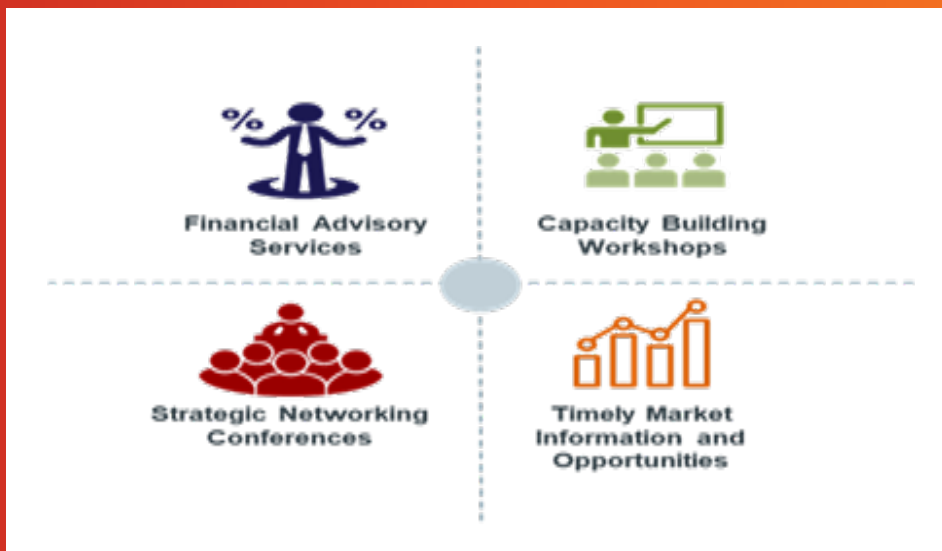 % %
Financial Advisory
Services
Capacity Building
Workshops
Strategic Networking
Conferences
Timely Market
Information and
Opportunities